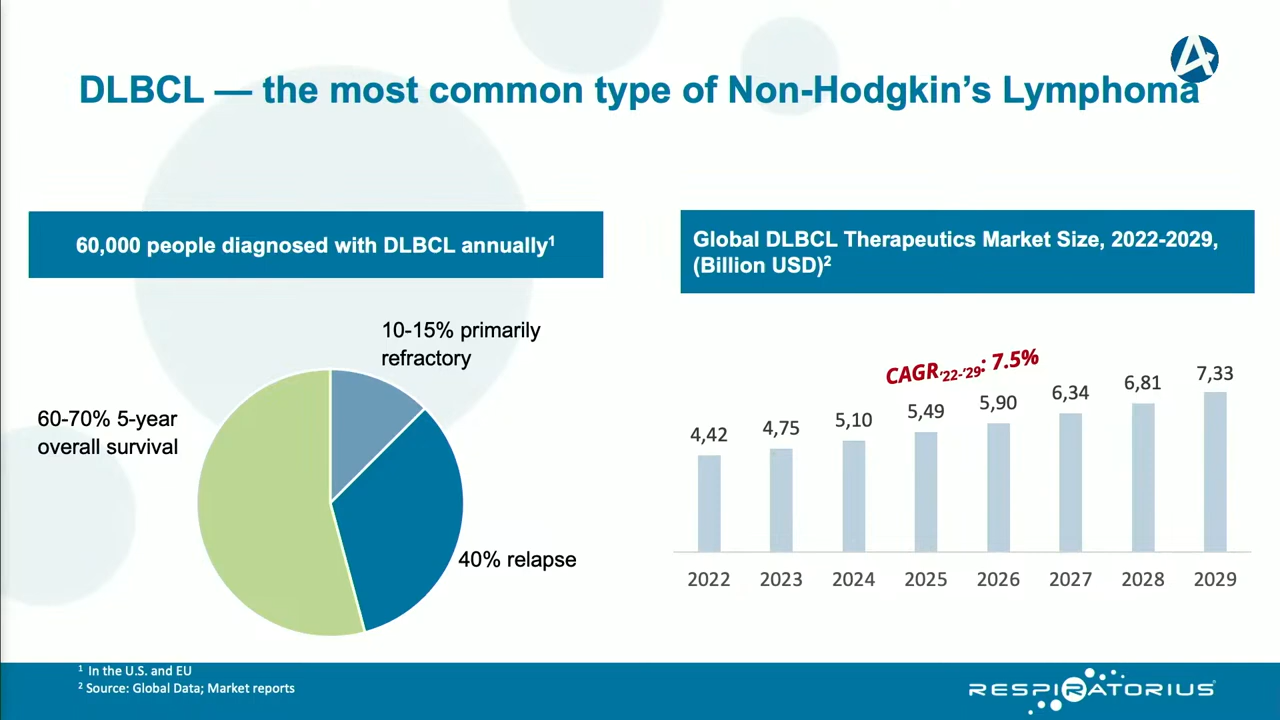 DLBCL — the most common type of Non-Hodgkin’s Lymphoma
60,000 people diagnosed with DLBCL annually¹
10-15% primarily
refractory
60-70% 5-year
overall survival
40% relapse
Global DLBCL Therapeutics Market Size, 2022-2029,
(Billion USD)²
CAGR’22-’29: 7.5%
4,42
4,75
5,10
5,49
5,90
6,34
6,81
7,33
2022 2023 2024 2025 2026 2027 2028 2029
¹ In the U.S. and EU
² Source: Global Data; Market reports
RESPIRATORIUS®